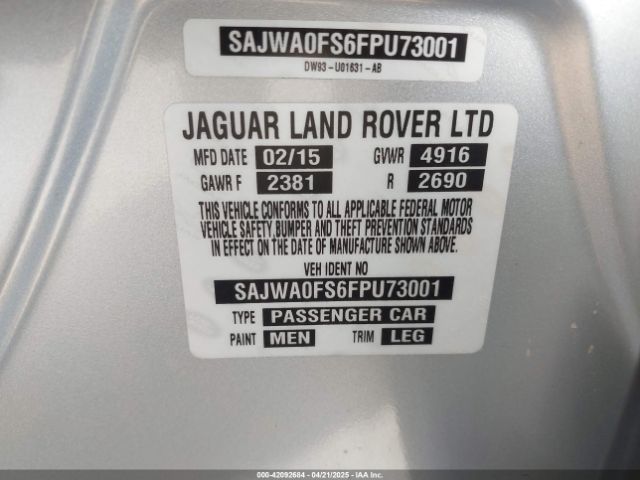 SAJWA0FS6FPU73001
DW93-U01631-AB
JAGUAR LAND ROVER LTD
MFD DATE 02/15 GVWR 4916
GAWR F 2381 R 2690
THIS VEHICLE CONFORMS TO ALL APPLICABLE FEDERAL MOTOR
VEHICLE SAFETY,BUMPER AND THEFT PREVENTION STANDARDS
IN EFFECT ON THE DATE OF MANUFACTURE SHOWN ABOVE.
VEH IDENT NO
SAJWA0FS6FPU73001
TYPE PASSENGER CAR
PAINT MEN TRIM LEG
000-42092684 - 04/21/2025 - IAAI.COM